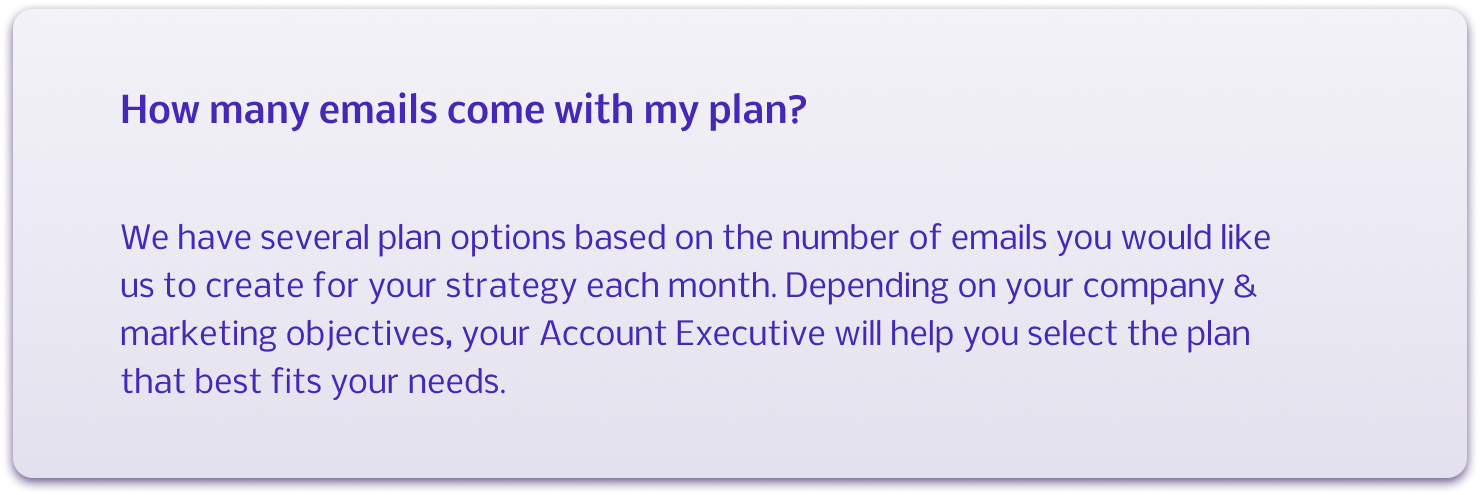 How many emails come with my plan?
We have several plan options based on the number of emails you would like
us to create for your strategy each month. Depending on your company &
marketing objectives, your Account Executive will help you select the plan
that best fits your needs.